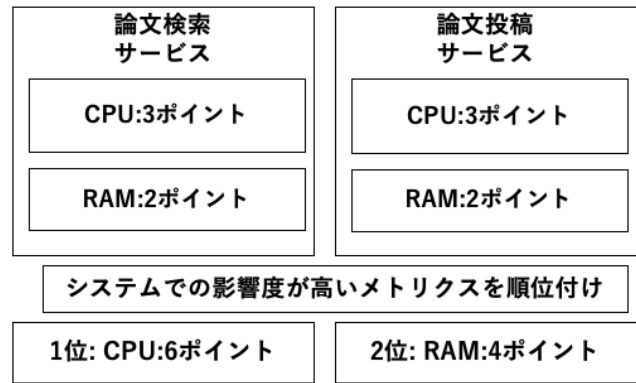 論文検索
サービス
CPU:3ポイント
RAM:2ポイント
論文投稿
サービス
CPU:3ポイント
RAM:2ポイント
システムでの影響度が高いメトリクスを順位付け
1位: CPU:6ポイント
2位: RAM:4ポイント